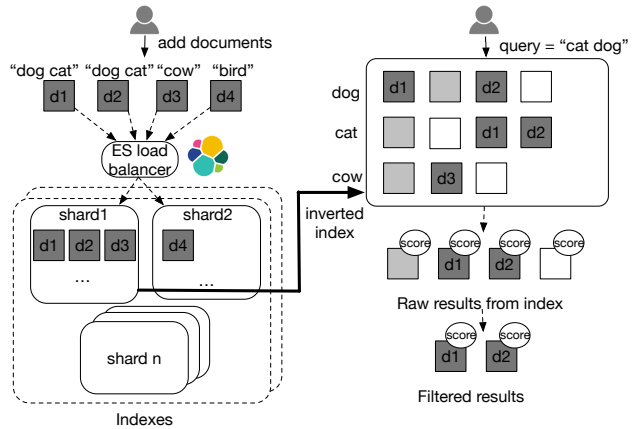 add documents
"dog cat" "dog cat" "cow" "bird"
d1 d2 d3 d4
ES load
balancer
shard1 shard2
d1 d2 d3 d4
... ...
shard n
Indexes
inverted
index
query = "cat dog"
dog d1 d2
cat d1 d2
cow d3
score score score score
d1 d2
Raw results from index
score score
d1 d2
Filtered results